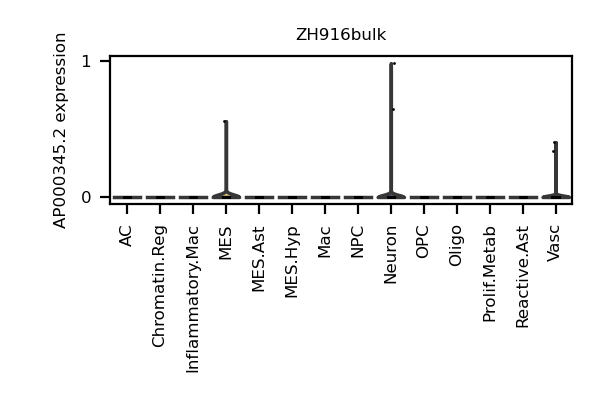 ZH916bulk
AP000345.2 expression
1
0
AC
Chromatin.Reg
Inflammatory.Mac
MES
MES.Ast
MES.Hyp
Mac
NPC
Neuron
OPC
Oligo
Prolif.Metab
Reactive.Ast
Vasc